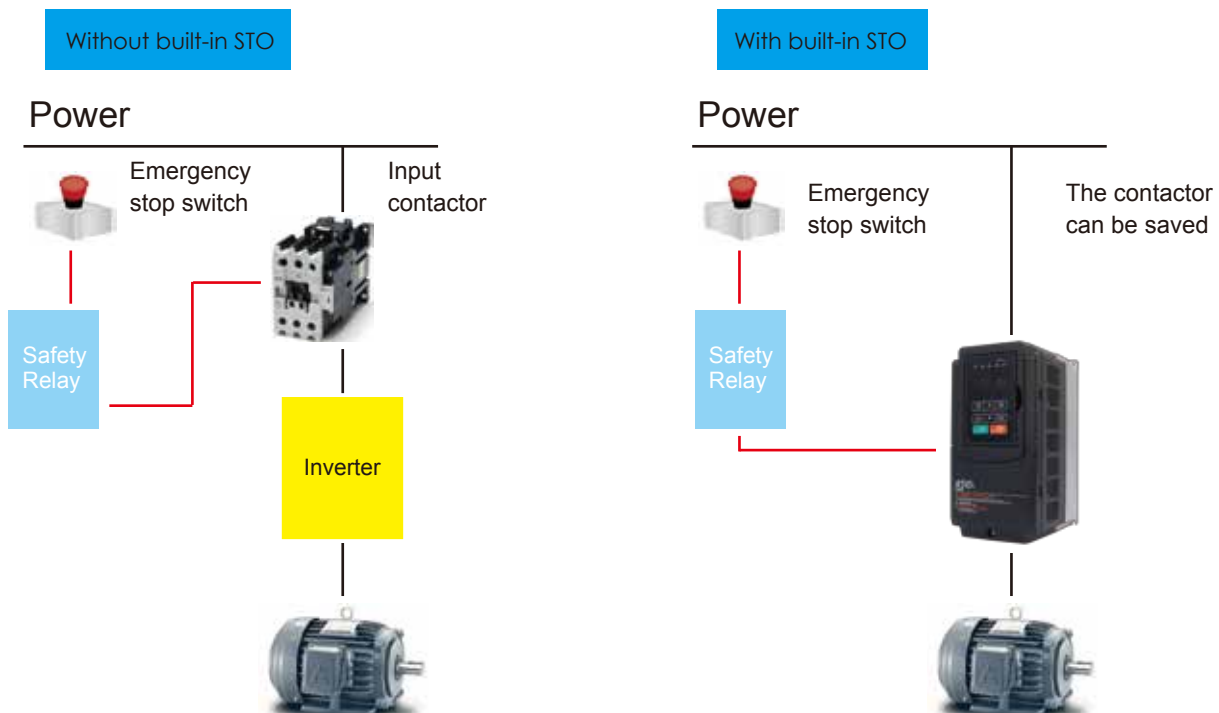 Without built-in STO
Power
Emergency
stop switch
Input
contactor
Safety
Relay
Inverter
With built-in STO
Power
Emergency
stop switch
The contactor
can be saved
Safety
Relay